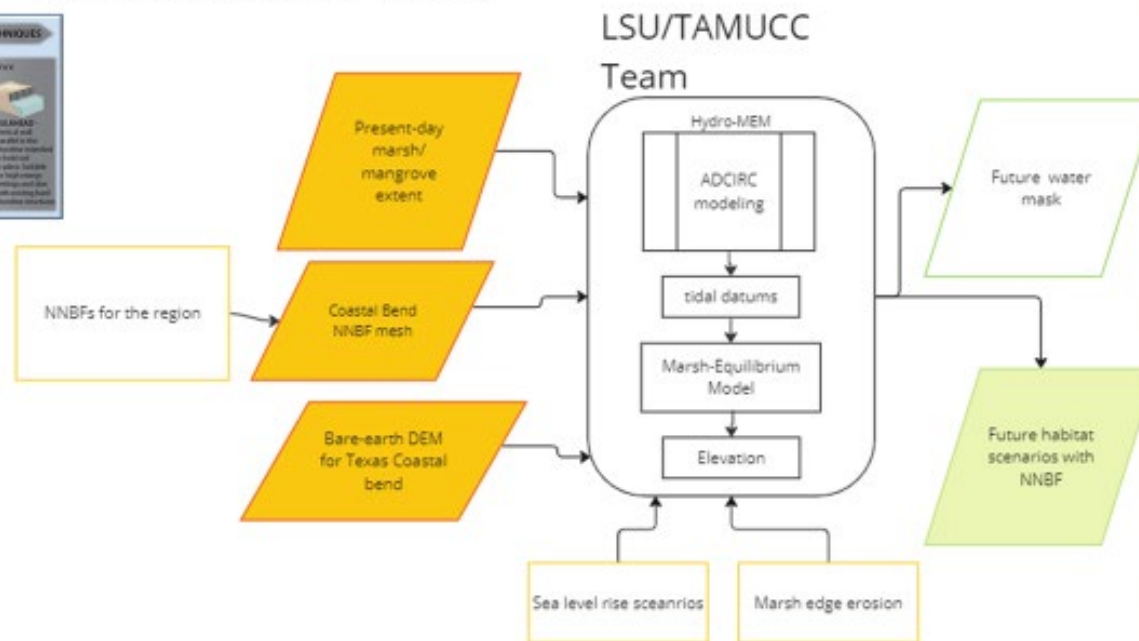 LSU/TAMUCC
Team
HNIQUES
Present-day
marsh/
mangrove
extent
Hydro-MEM
ADCIRC
modeling
Future water
mask
NNBFs for the region
Coastal Bend
NNBF mesh
tidal datums
Marsh-Equilibrium
Model
Bare-earth DEM
for Texas Coastal
bend
Elevation
Future habitat
scenarios with
NNBF
Sea level rise sceanrios
Marsh edge erosion